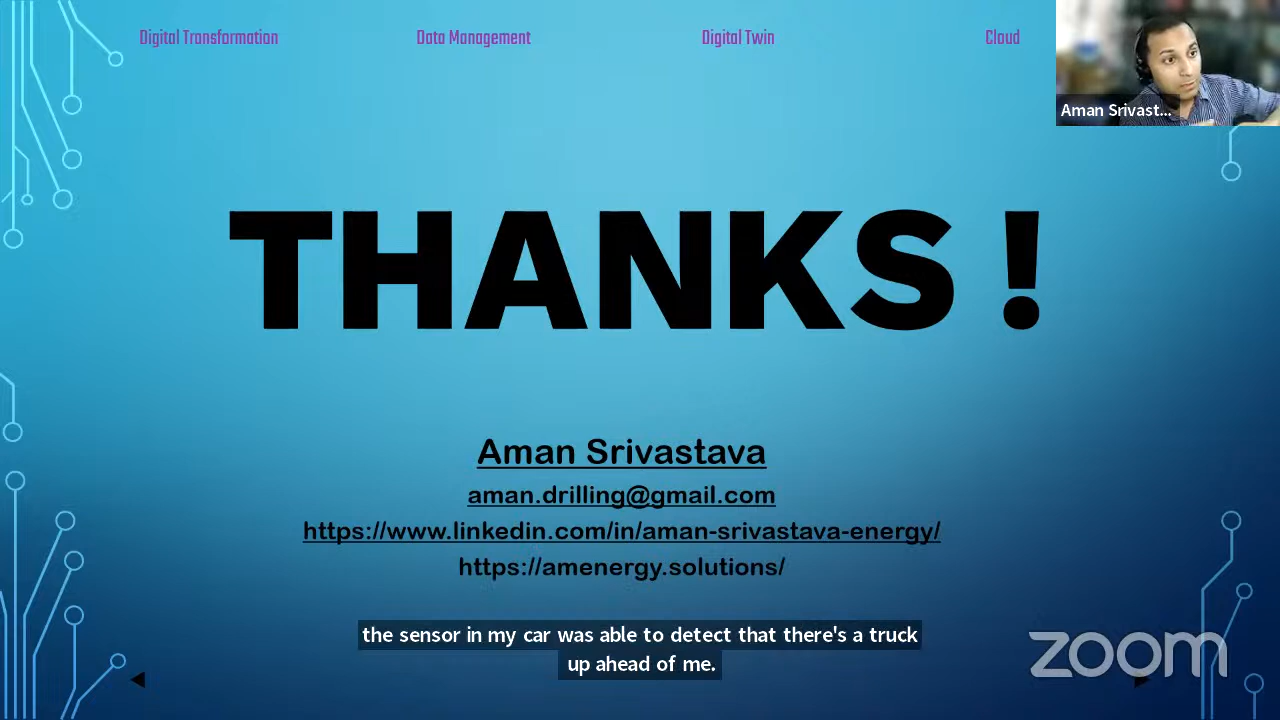 Digital Transformation Data Management Digital Twin Cloud
Aman Srivast...
THANKS !
Aman Srivastava
aman.drilling@gmail.com
https://www.linkedin.com/in/aman-srivastava-energy/
https://amenergy.solutions/
the sensor in my car was able to detect that there's a truck
up ahead of me.
zoom